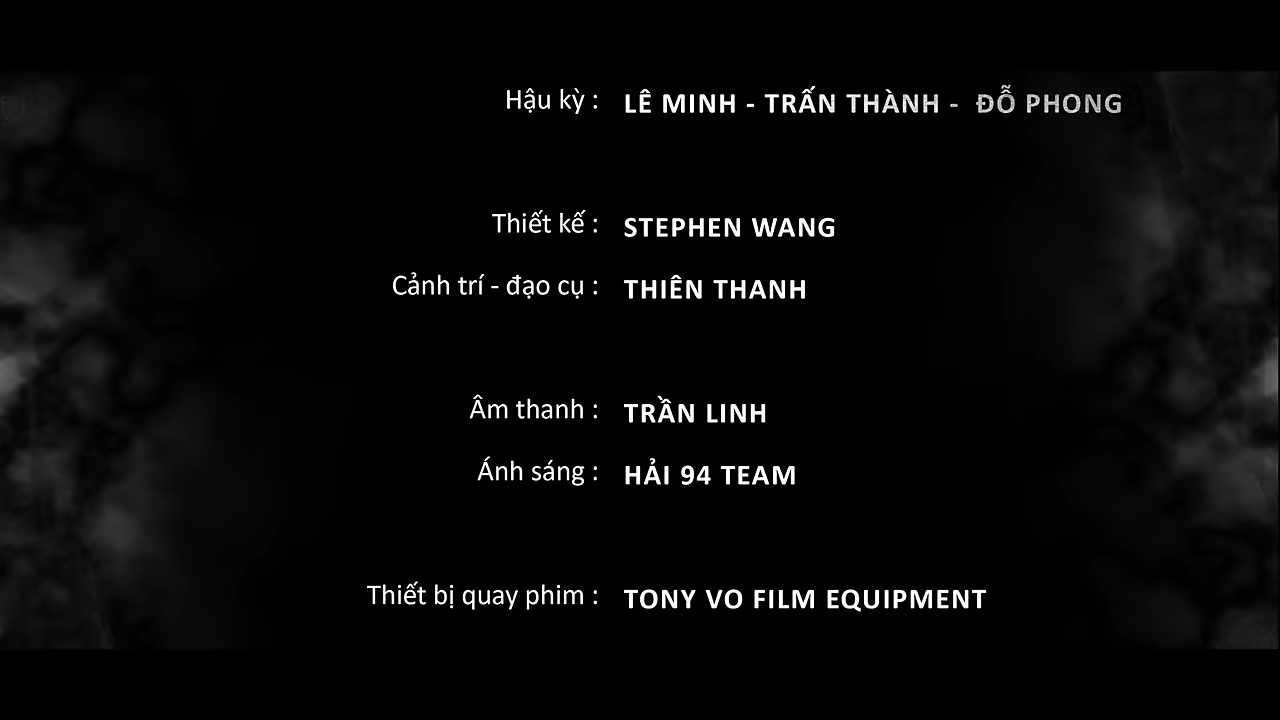 Hậu kỳ : LÊ MINH - TRẤN THÀNH - ĐỖ PHONG
Thiết kế : STEPHEN WANG
Cảnh trí - đạo cụ : THIÊN THANH
Âm thanh : TRẦN LINH
Ánh sáng : HẢI 94 TEAM
Thiết bị quay phim : TONY VO FILM EQUIPMENT